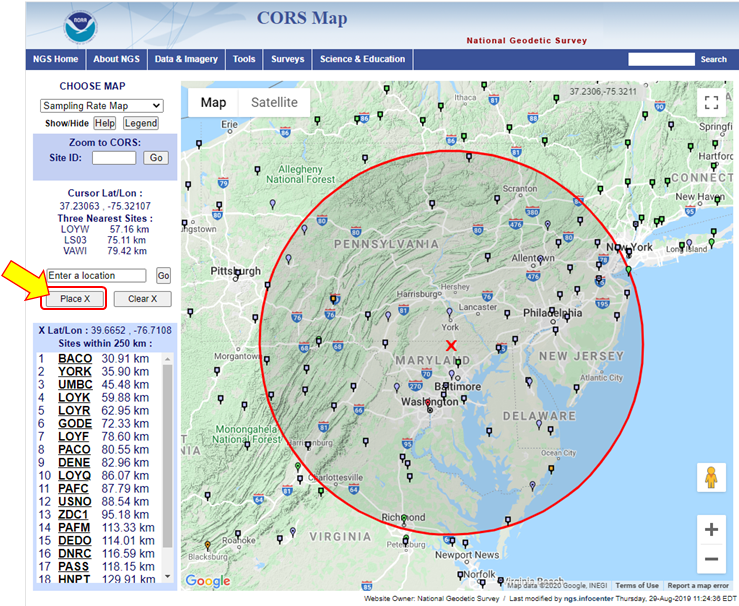 NOAA
CORS Map
National Geodetic Survey
NGS Home About NGS Data & Imagery Tools Surveys Science & Education Search
CHOOSE MAP
Sampling Rate Map
Show/Hide Help Legend
Zoom to CORS:
Site ID: Go
Cursor Lat/Lon :
37.23063 , -75.32107
Three Nearest Sites :
LOYW 57.16 km
LS03 75.11 km
VAWI 79.42 km
Enter a location Go
Place X Clear X
X Lat/Lon : 39.6652 , -76.7108
Sites within 250 km :
1 BACO 30.91 km
2 YORK 35.90 km
3 UMBC 45.48 km
4 LOYK 59.88 km
5 LOYR 62.95 km
6 GODE 72.33 km
7 LOYF 78.60 km
8 PACO 80.55 km
9 DENE 82.96 km
10 LOYQ 86.07 km
11 PAFC 87.79 km
12 USNO 88.54 km
13 ZDC1 95.18 km
14 PAFM 113.33 km
15 DEDO 114.01 km
16 DNRC 116.59 km
17 PASS 118.15 km
18 HNPT 129.91 km
Map Satellite
37.2306,-75.3211
Ithaca
Erie
Springfi
Hartfor
Allegheny
National Forest
CONNECT
Scranton
New Haven
ungstown
PENNSYLVANIA
New York
Long Island
Allentown
Pittsburgh
Hershey
Harrisburg
Lancaster
Philadelphia
York
Morgantow
MARYLAND
NEW JERSEY
Atlantic City
Baltimore
Washington
DELAWARE
Monongahela
National Forest
Harrisonburg
Ocean City
Charlottesville
Richmond
VIRGINIA
Petersburg
Roanoke
Blacksburg
Newport News
Norfolk
Virginia Beach
Google
Map data ©2020 Google, INEGI Terms of Use Report a map error
Website Owner: National Geodetic Survey / Last modified by ngs.infocenter Thursday, 29-Aug-2019 11:24:36 EDT